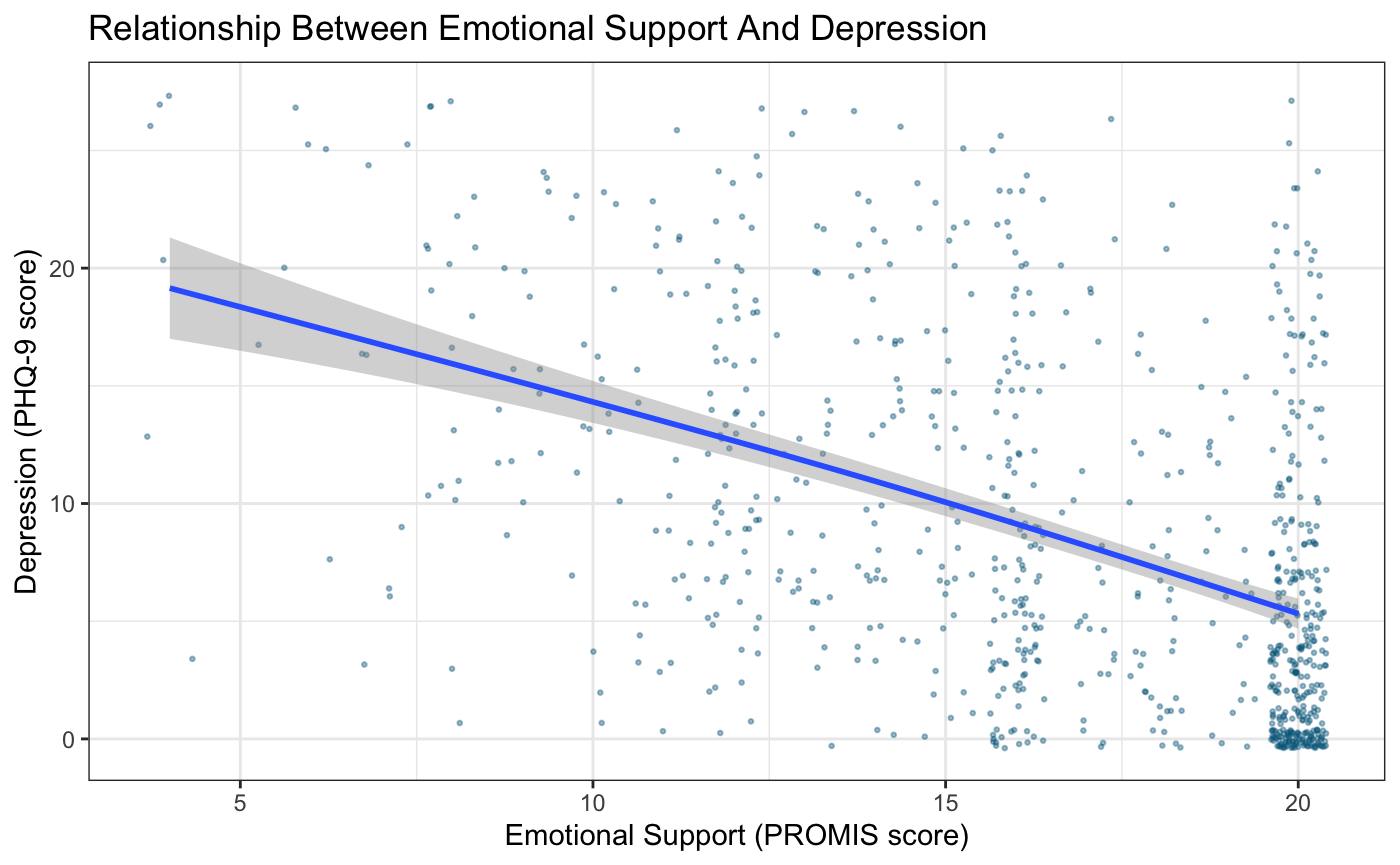 Relationship Between Emotional Support And Depression
Depression (PHQ-9 score)
20
10
0
5
10
15
20
Emotional Support (PROMIS score)